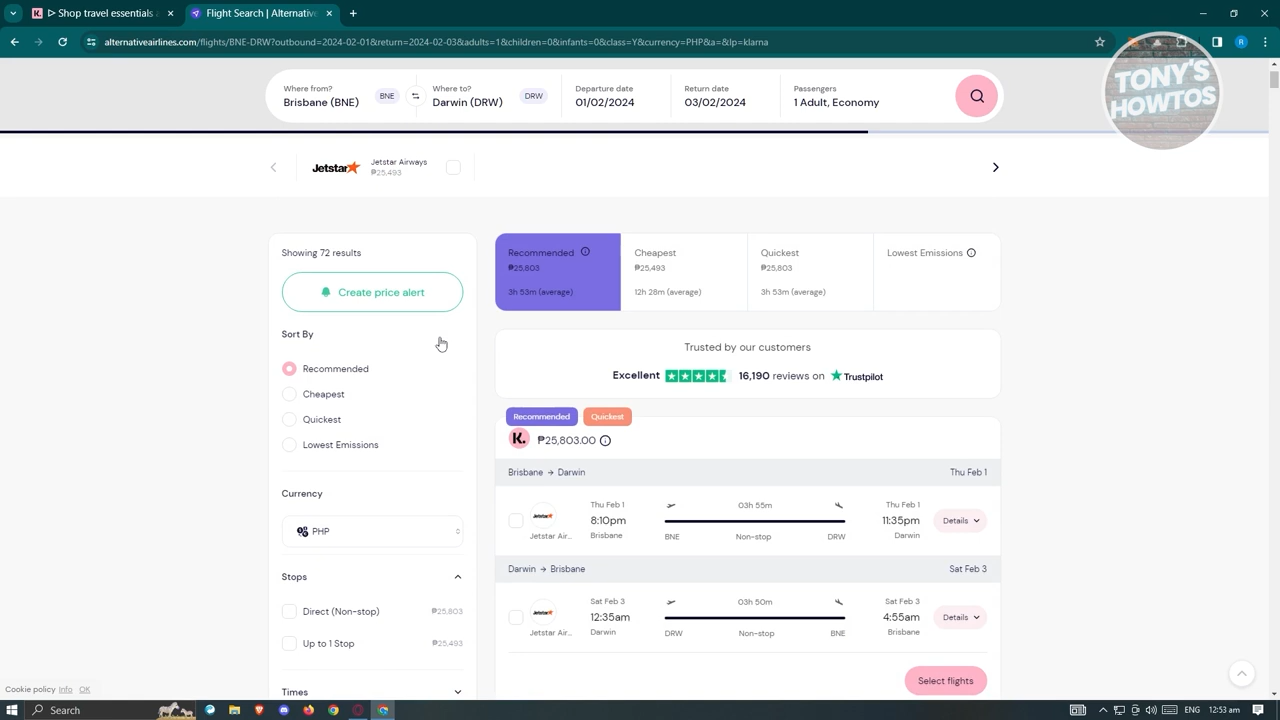 ▷ Shop travel essentials a
Flight Search |
alternativeairlines.com/flights/BNE-DRW?outbound=2024-02-01&return=2024-02-03&adults=1&children=0&infants=0&class=Y&currency=PHP&a=&lp=klarna
R
TONY'S
HOWTOS
Where from?
Brisbane (BNE)
BNE
Where to?
Darwin (DRW)
DRW
Departure date
01/02/2024
Return date
03/02/2024
Passengers
1 Adult, Economy
Jetstar
Jetstar Airways
₱25,493
Showing 72 results
Create price alert
Sort By
Recommended
Cheapest
Quickest
Lowest Emissions
Currency
PHP
Stops
Direct (Non-stop)
₱25,803
Up to 1 Stop
₱25,493
Times
Recommended
₱25,803
3h 53m (average)
Cheapest
₱25,493
12h 28m (average)
Quickest
₱25,803
3h 53m (average)
Lowest Emissions
Trusted by our customers
Excellent
16,190 reviews on
Trustpilot
Recommended
Quickest
K.
₱25,803.00
Brisbane → Darwin
Thu Feb 1
Jetstar
Jetstar Air...
Thu Feb 1
8:10pm
Brisbane
03h 55m
BNE
Non-stop
DRW
Thu Feb 1
11:35pm
Darwin
Details
Darwin → Brisbane
Sat Feb 3
Jetstar
Jetstar Air...
Sat Feb 3
12:35am
Darwin
03h 50m
DRW
Non-stop
BNE
Sat Feb 3
4:55am
Brisbane
Details
Select flights
Cookie policy Info OK
Search
ENG
12:53 am